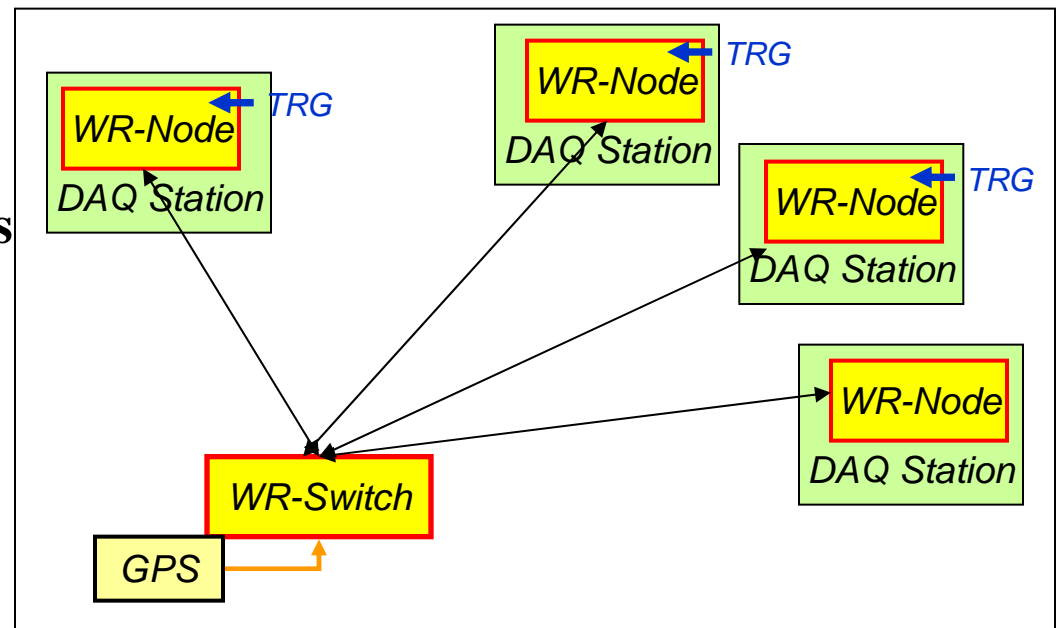 WR-Node
TRG
DAQ Station
WR-Node
TRG
DAQ Station
WR-Node
TRG
DAQ Station
WR-Node
DAQ Station
s
WR-Switch
GPS